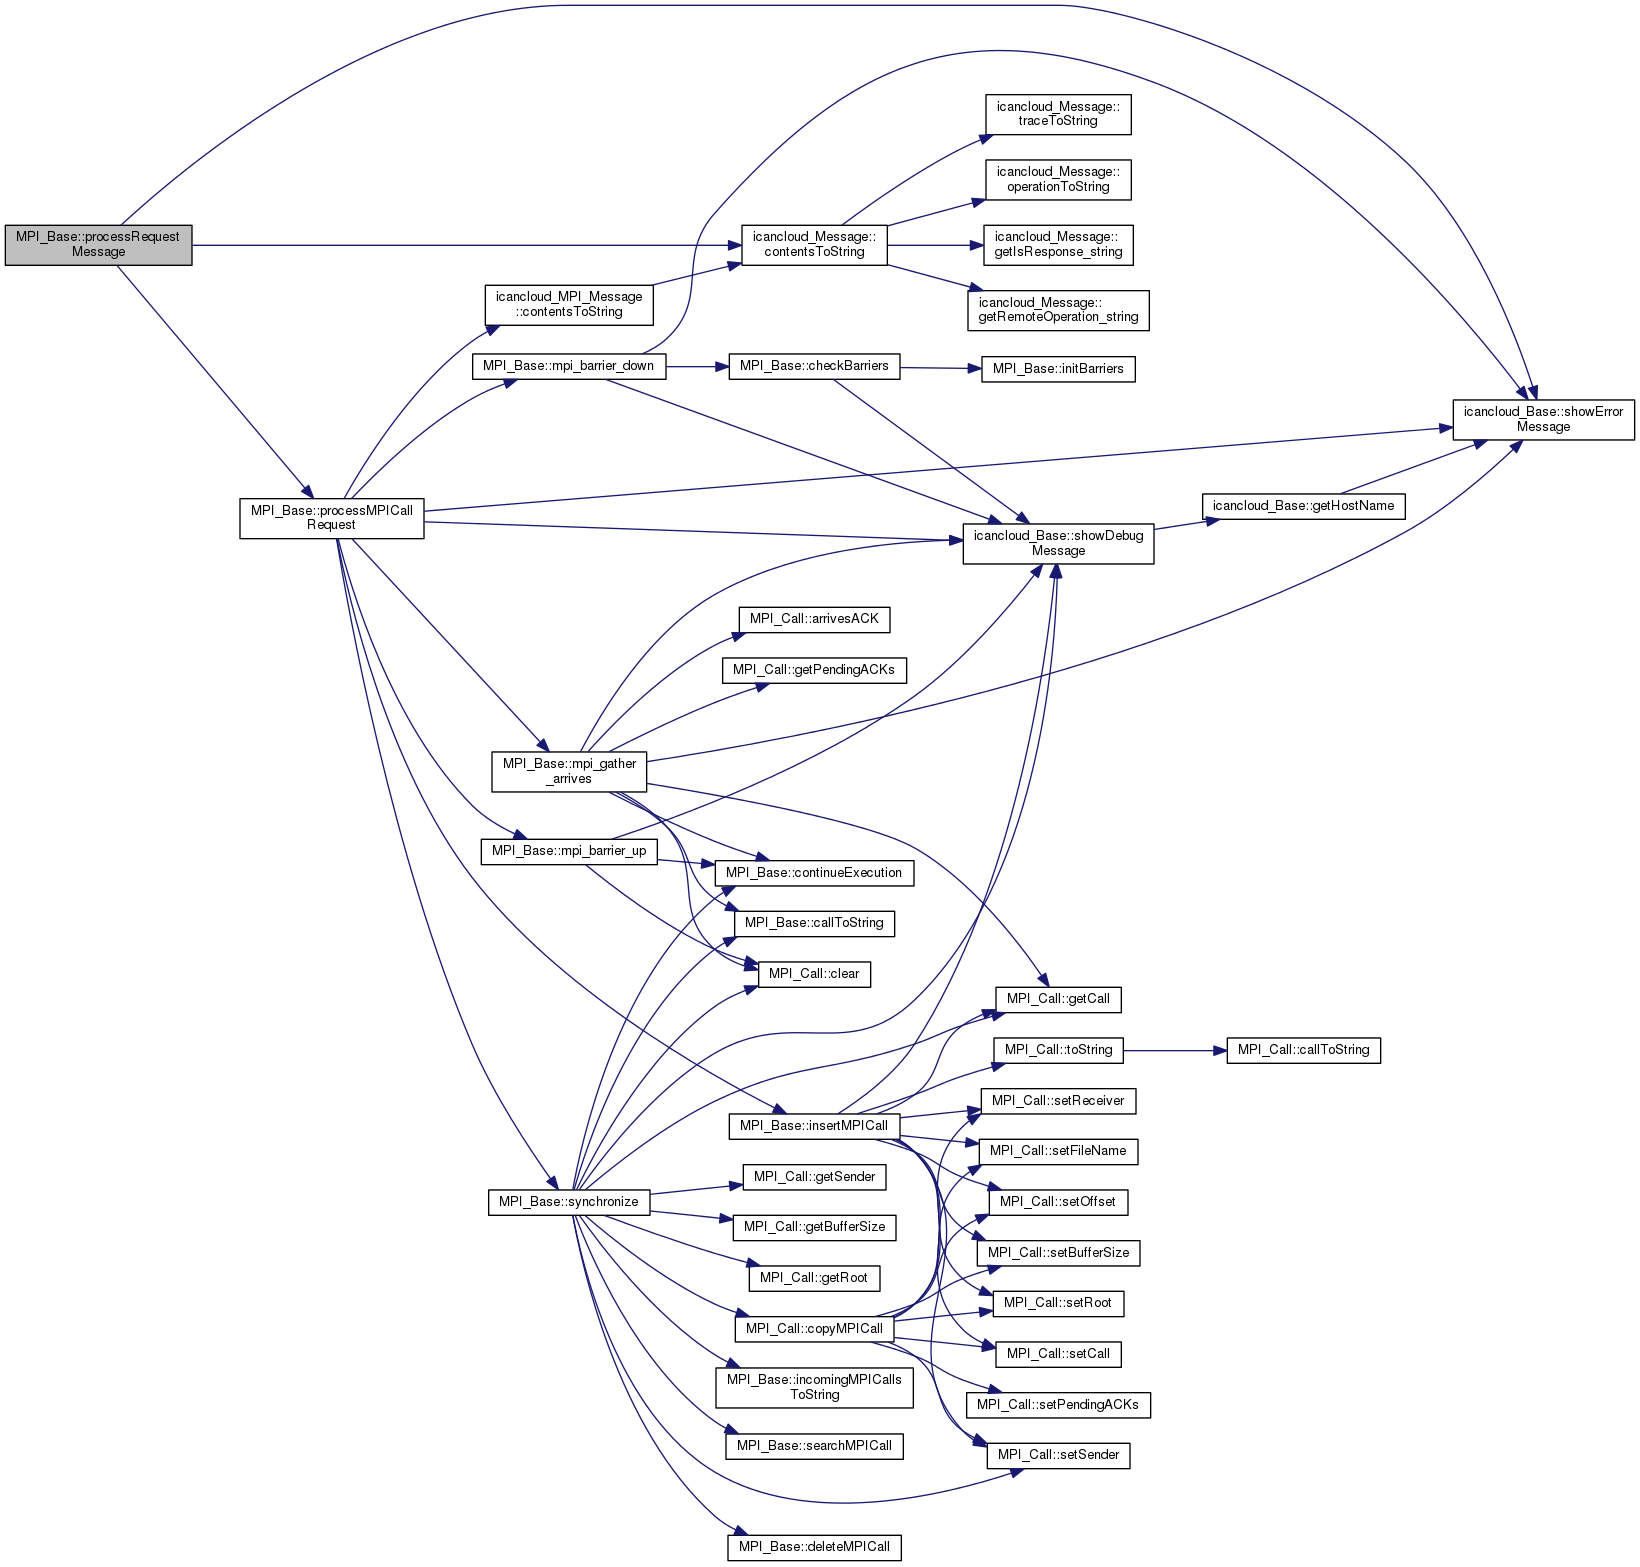 MPI_Base::processRequest
Message
icancloud_Message::
traceToString
icancloud_Message::
operationToString
icancloud_Message::
contentsToString
icancloud_Message::
getIsResponse_string
icancloud_Message::
getRemoteOperation_string
icancloud_MPI_Message
::contentsToString
MPI_Base::mpi_barrier_down
MPI_Base::checkBarriers
MPI_Base::initBarriers
icancloud_Base::showError
Message
MPI_Base::processMPICall
Request
icancloud_Base::getHostName
icancloud_Base::showDebug
Message
MPI_Call::arrivesACK
MPI_Call::getPendingACKs
MPI_Base::mpi_gather
_arrives
MPI_Base::mpi_barrier_up
MPI_Base::continueExecution
MPI_Base::callToString
MPI_Call::clear
MPI_Call::getCall
MPI_Call::toString
MPI_Call::callToString
MPI_Call::setReceiver
MPI_Base::insertMPICall
MPI_Call::setFileName
MPI_Call::getSender
MPI_Base::synchronize
MPI_Call::setOffset
MPI_Call::getBufferSize
MPI_Call::setBufferSize
MPI_Call::getRoot
MPI_Call::setRoot
MPI_Call::copyMPICall
MPI_Call::setCall
MPI_Base::incomingMPICalls
ToString
MPI_Call::setPendingACKs
MPI_Base::searchMPICall
MPI_Call::setSender
MPI_Base::deleteMPICall